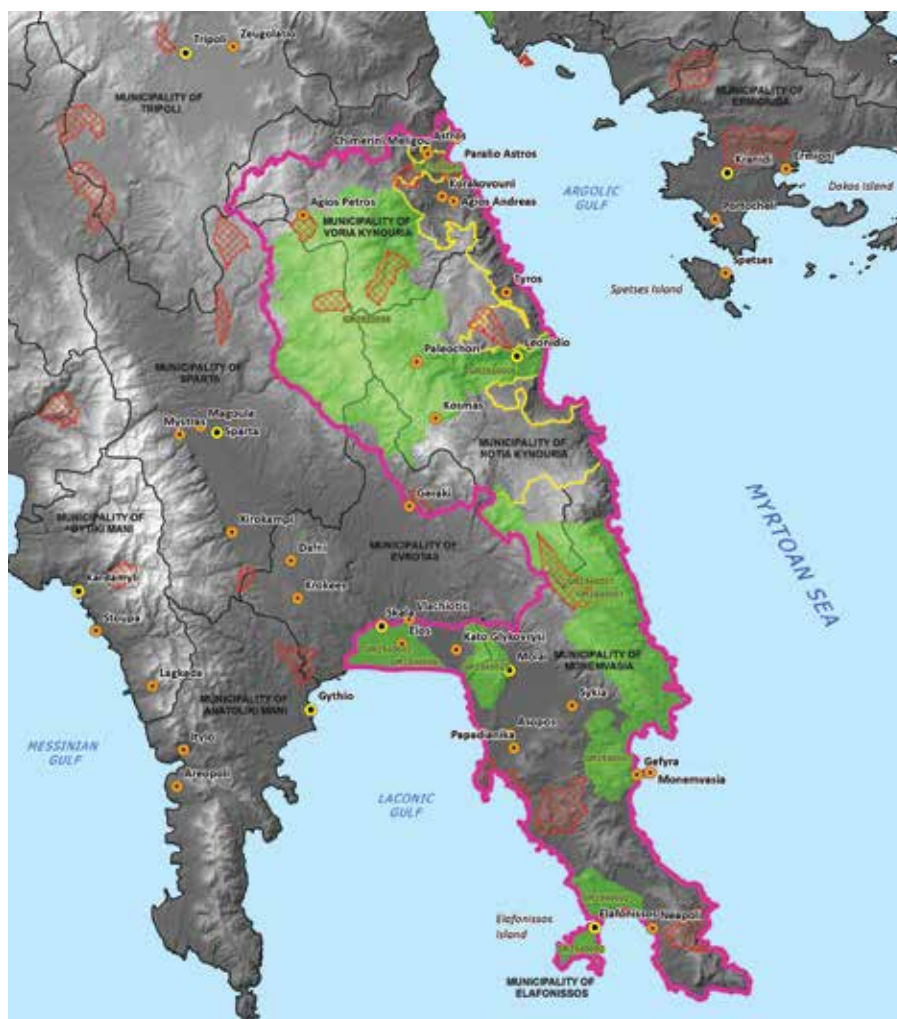 Tripoli
Zeugolatio
MUNICIPALITY OF
TRIPOLI
MUNICIPALITY OF
Kranidi
Ermioni
Dokos Island
Portocheli
Spetses
Spetses Island
ARGOLIC
GULF
Chimerini
Meligou
Astros
Paralio Astros
Korakovouni
Agros Andreas
Agios Petros
MUNICIPALITY OF
VORIA KYNOURIA
Tyros
Leonidio
Paleochori
Kosmas
MUNICIPALITY OF
NOTIA KYNOURIA
MUNICIPALITY OF
SPARTA
Magoula
Mystras
Sparta
Geraki
MYRTOAN SEA
MUNICIPALITY OF
Kardamyli
Stoupa
Xirokampi
Dafni
Krokees
MUNICIPALITY OF
EVROTAS
Skala
Vlachiotis
Elos
Kato Glykovrysi
Molai
MUNICIPALITY OF
MONEMVASIA
Lagkada
MUNICIPALITY OF
ANATOLIKI MANI
Gythio
Sykia
Asopos
Papadianika
Gefyra
Monemvasia
MESSINIAN
GULF
Itylo
Areopoli
LACONIC
GULF
Elafonissos
Island
Elafonissos
Neapoli
MUNICIPALITY OF
ELAFONISSOS